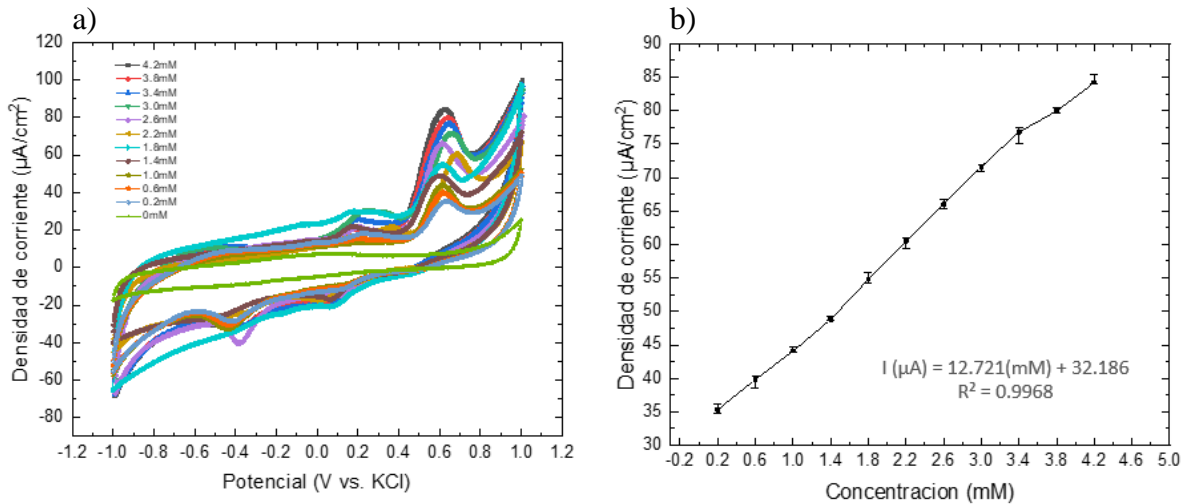 a)
120
100
80
60
40
20
0
-20
-40
-60
-80
Densidad de corriente (µA/cm²)
4.2mM
3.8mM
3.4mM
3.0mM
2.6mM
2.2mM
1.8mM
1.4mM
1.0mM
0.6mM
0.2mM
0mM
-1.2 -1.0 -0.8 -0.6 -0.4 -0.2 0.0 0.2 0.4 0.6 0.8 1.0 1.2
Potencial (V vs. KCl)
b)
90
85
80
75
70
65
60
55
50
45
40
35
30
Densidad de corriente (µA/cm²)
I (µA) = 12.721(mM) + 32.186
R² = 0.9968
-0.2 0.2 0.6 1.0 1.4 1.8 2.2 2.6 3.0 3.4 3.8 4.2 4.6 5.0
Concentracion (mM)